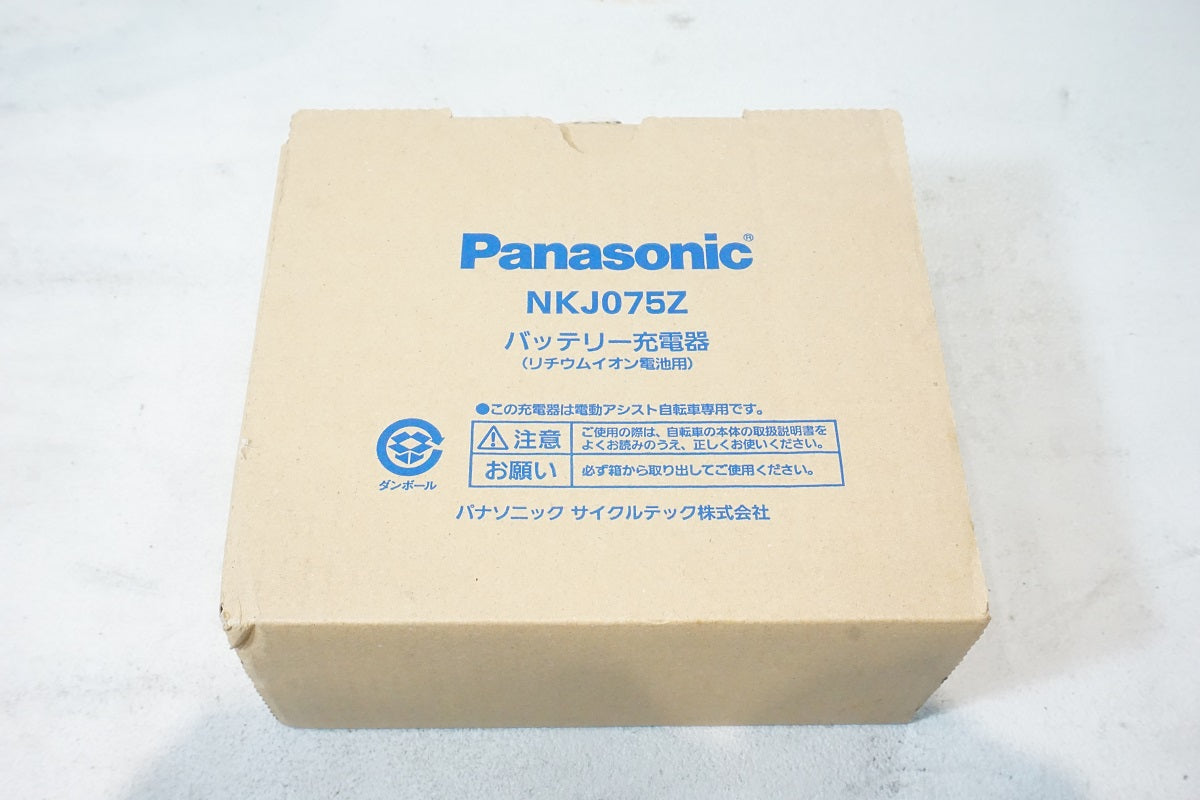 Panasonic®
NKJ075Z
バッテリー充電器
(リチウムイオン電池用)
●この充電器は電動アシスト自転車専用です。
注意
ご使用の際は、自転車の本体の取扱説明書を
よくお読みのうえ、正しくお使いください。
お願い
必ず箱から取り出してご使用ください。
ダンボール
パナソニック サイクルテック株式会社